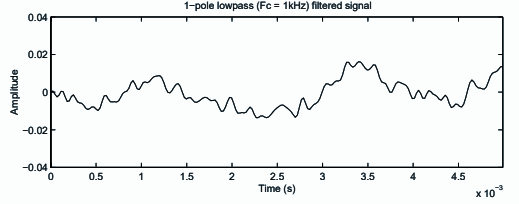 1-pole lowpass (Fc = 1kHz) filtered signal
0.04
0.02
0
-0.02
-0.04
Amplitude
0 0.5 1 1.5 2 2.5 3 3.5 4 4.5
Time (s)
x 10⁻³